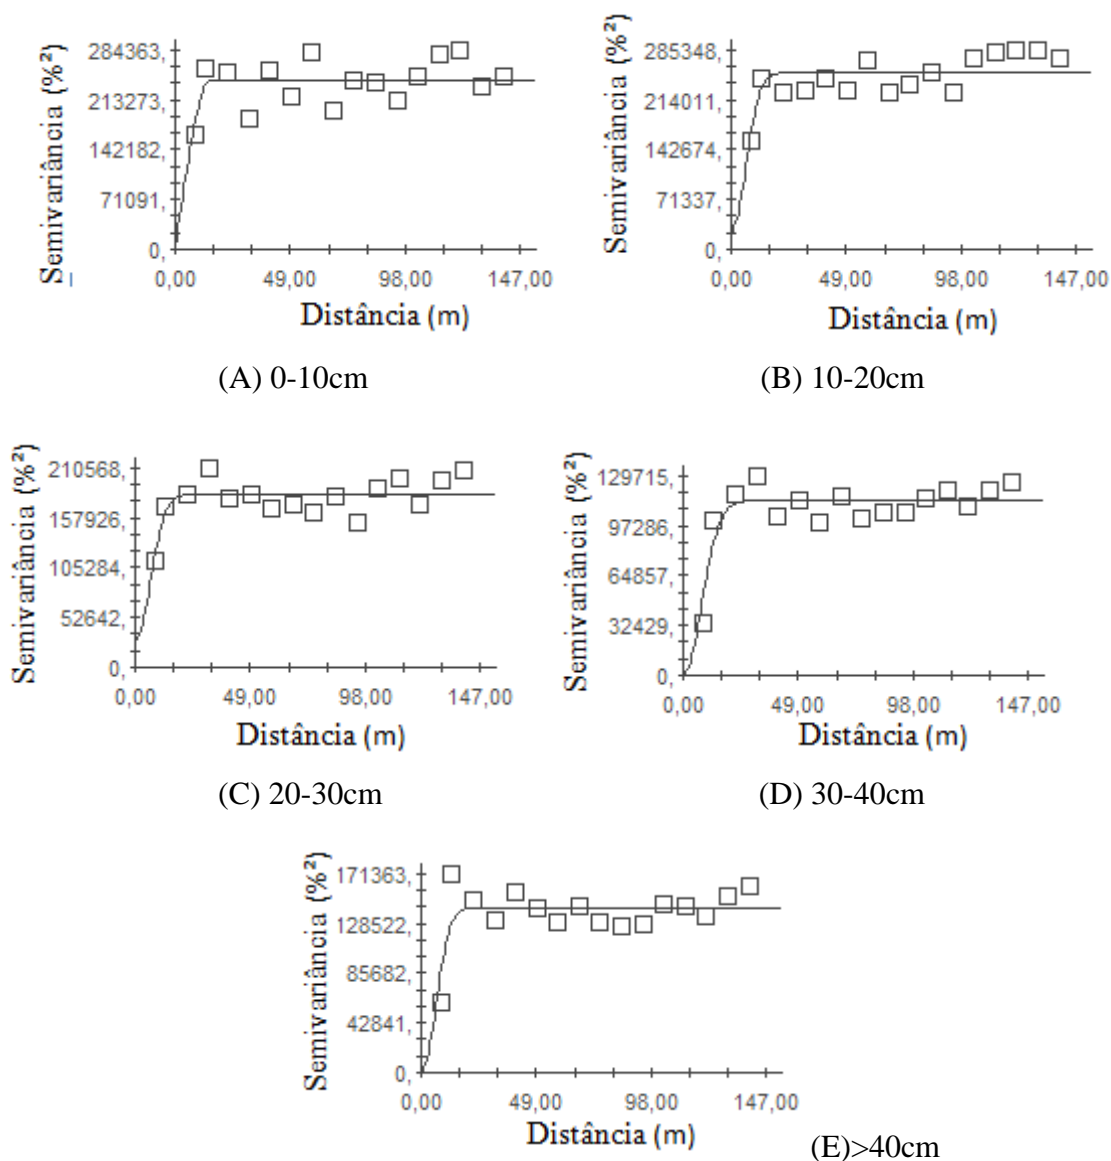 Semivariância (%²)
284363,
213273,
142182,
71091,
0,
0,00 49,00 98,00 147,00
Distância (m)
(A) 0-10cm
Semivariância (%²)
285348,
214011,
142674,
71337,
0,
0,00 49,00 98,00 147,00
Distância (m)
(B) 10-20cm
Semivariância (%²)
210568,
157926,
105284,
52642,
0,
0,00 49,00 98,00 147,00
Distância (m)
(C) 20-30cm
Semivariância (%²)
129715,
97286,
64857,
32429,
0,
0,00 49,00 98,00 147,00
Distância (m)
(D) 30-40cm
Semivariância (%²)
171363,
128522,
85682,
42841,
0,
0,00 49,00 98,00 147,00
Distância (m)
(E)>40cm